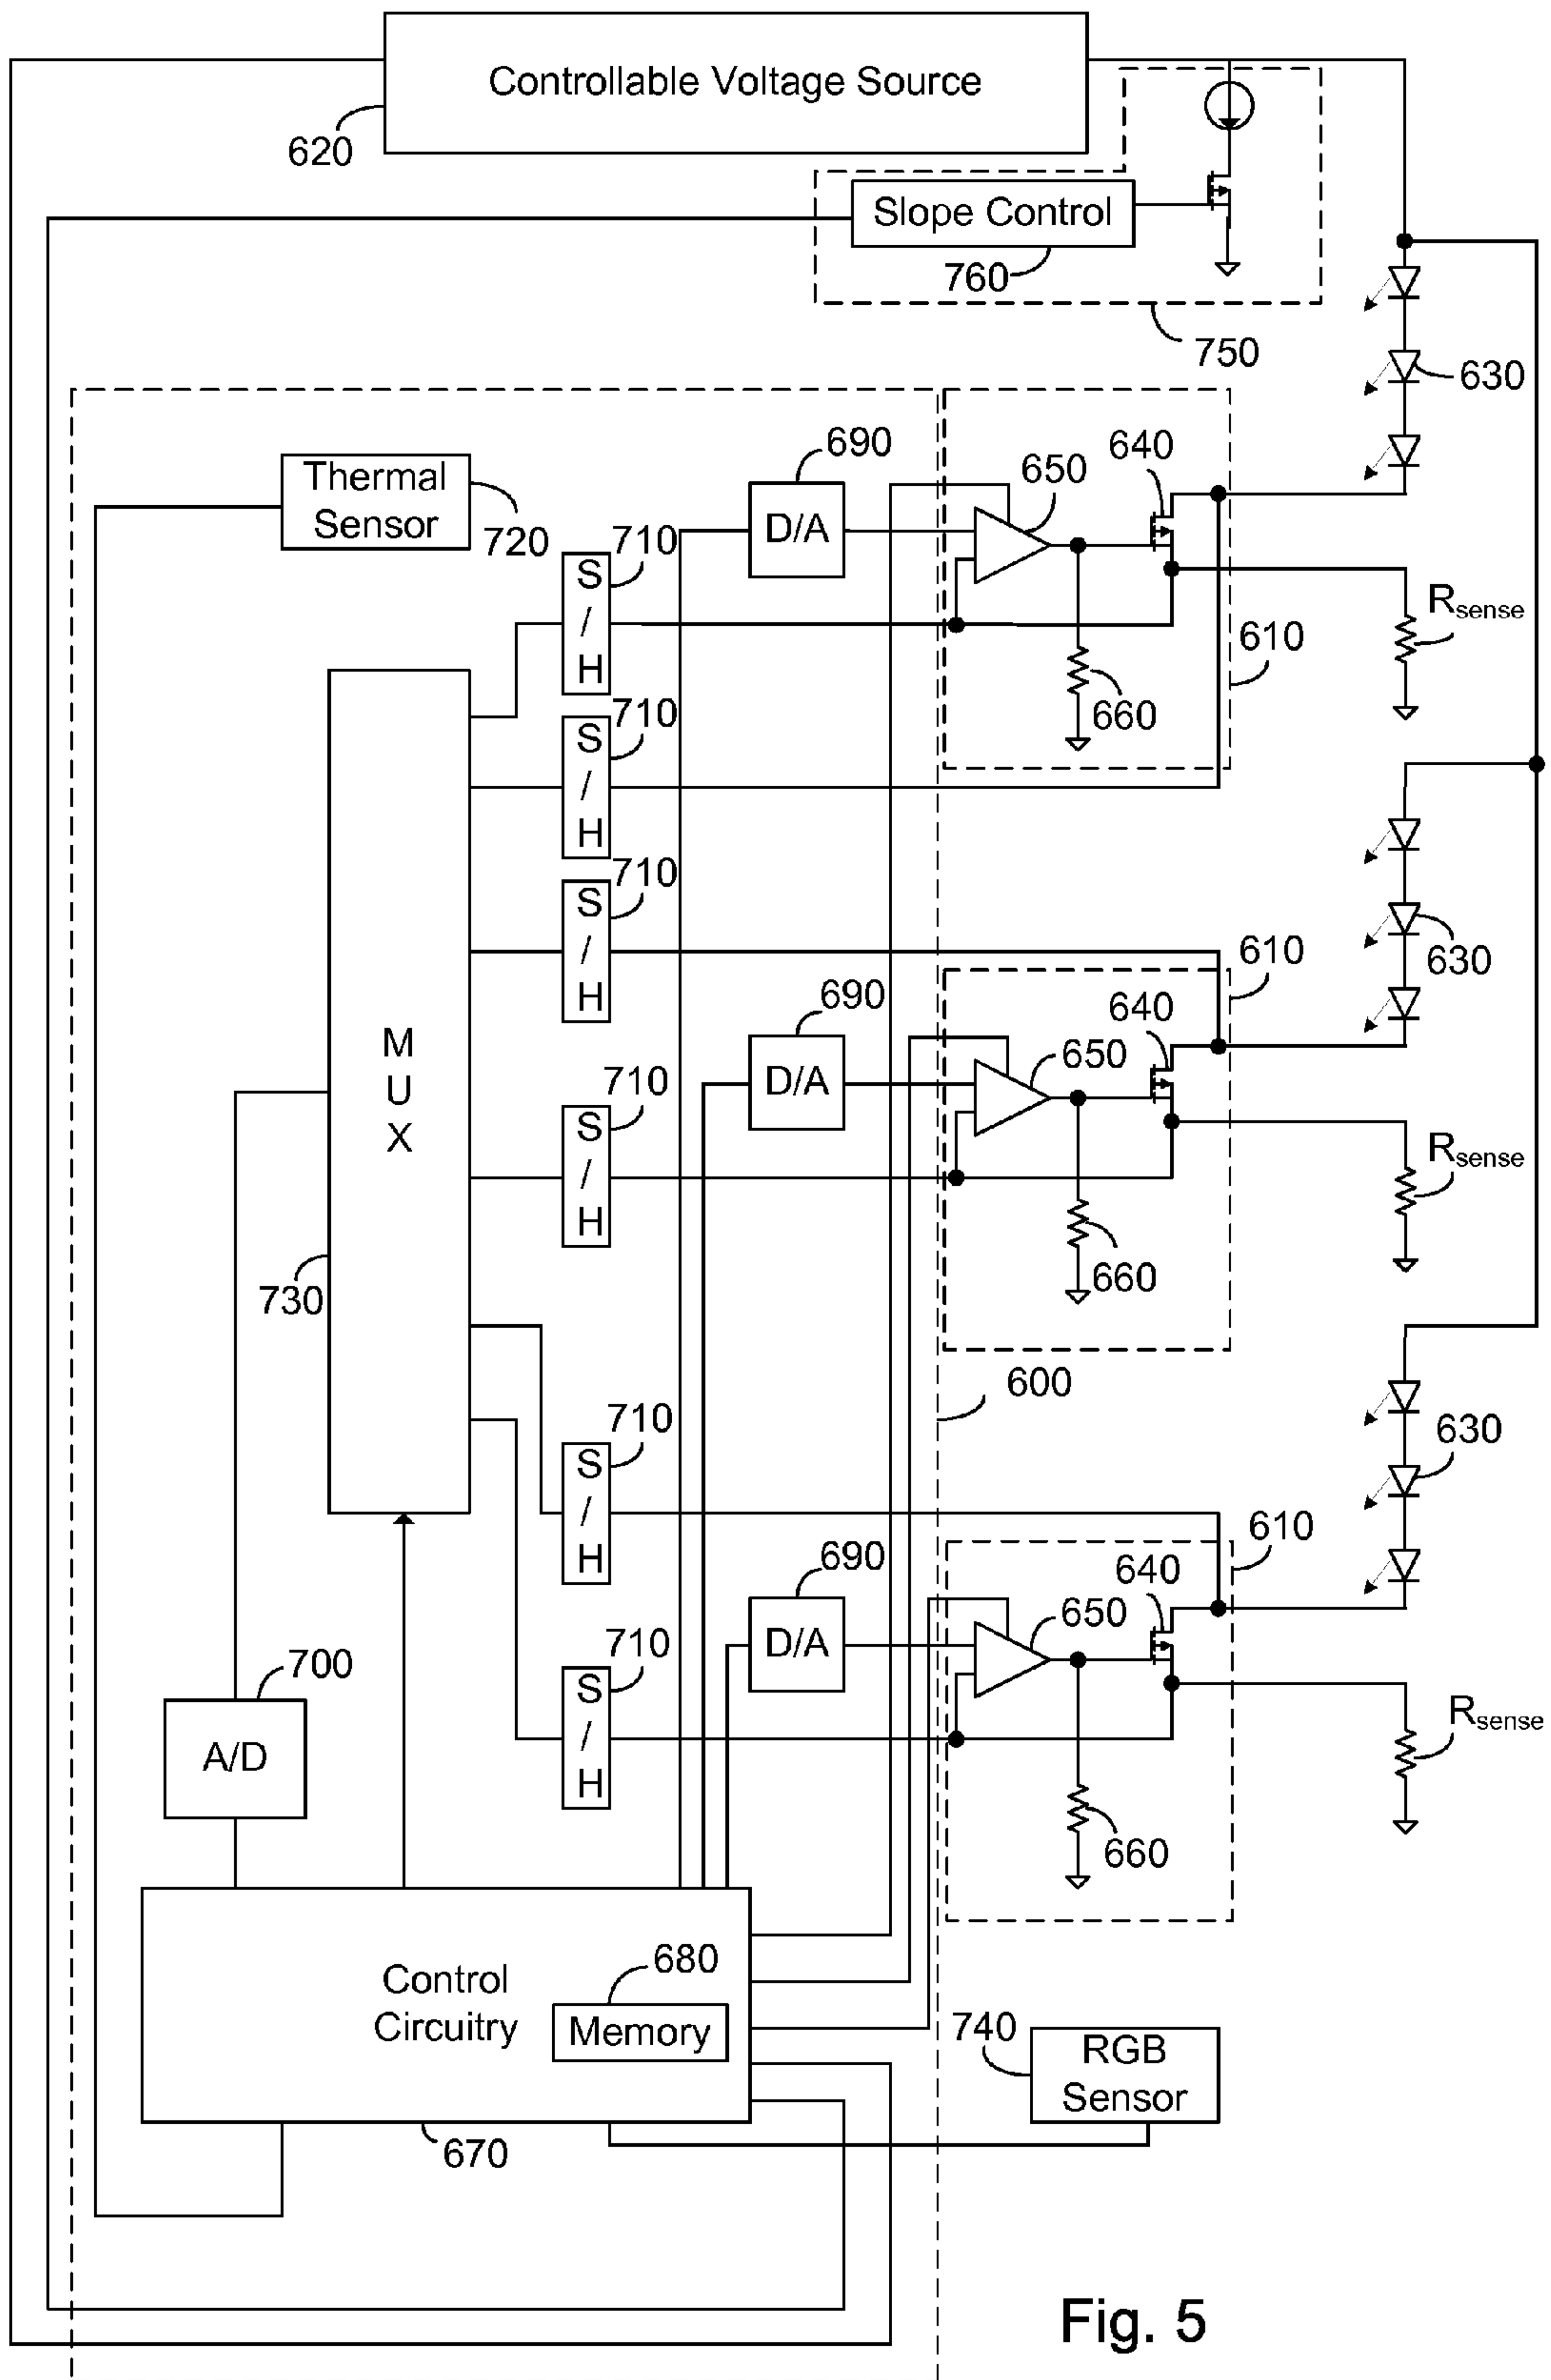 Controllable Voltage Source
620
Slope Control
760
750
630
Thermal
Sensor
720
690
D/A
650
640
710
S
/
H
Rsense
610
660
710
S
/
H
710
S
/
H
610
630
690
D/A
640
650
M
U
X
710
S
/
H
Rsense
730
660
600
710
S
/
H
630
610
690
D/A
640
650
710
S
/
H
700
A/D
Rsense
660
Control
Circuitry
680
Memory
670
740
RGB
Sensor
Fig. 5